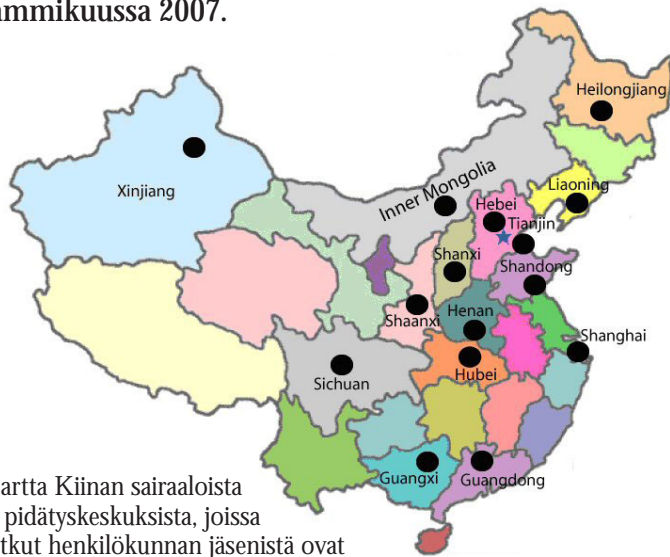 mmikuussa 2007.
Heilongjiang
Xinjiang
Inner Mongolia
Liaoning
Hebei
Tianjin
Shanxi
Shandong
Shaanxi
Henan
Shanghai
Sichuan
Hubei
Guangxi
Guangdong
artta Kiinan sairaaloista
pidätyskeskuksista, joissa
tkut henkilökunnan jäsenistä ovat